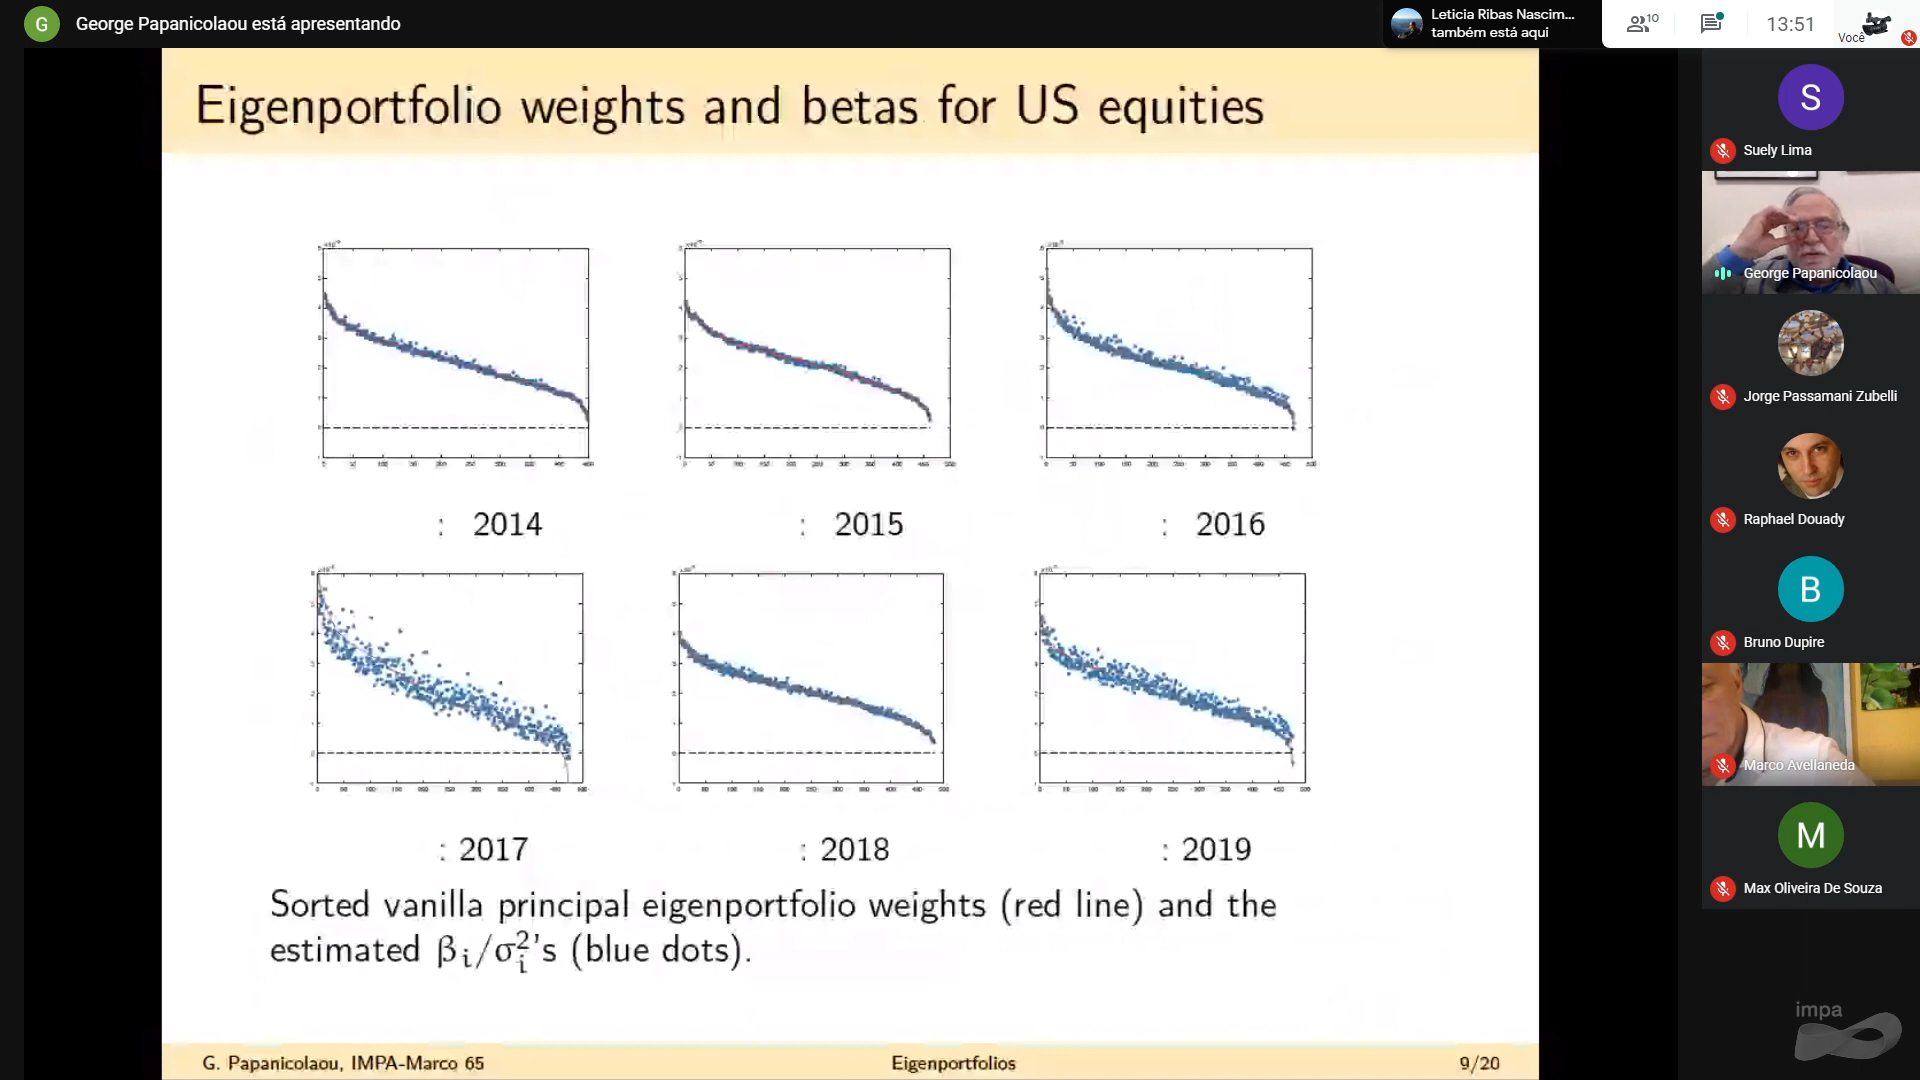 G
George Papanicolaou está apresentando
Leticia Ribas Nascim...
também está aqui
10
13:51
Você
Eigenportfolio weights and betas for US equities
: 2014
: 2015
: 2016
: 2017
: 2018
: 2019
Sorted vanilla principal eigenportfolio weights (red line) and the
estimated βᵢ/σᵢ²'s (blue dots).
G. Papanicolaou, IMPA-Marco 65
Eigenportfolios
9/20
S
Suely Lima
George Papanicolaou
Jorge Passamani Zubelli
Raphael Douady
B
Bruno Dupire
Marco Avellaneda
M
Max Oliveira De Souza
impa